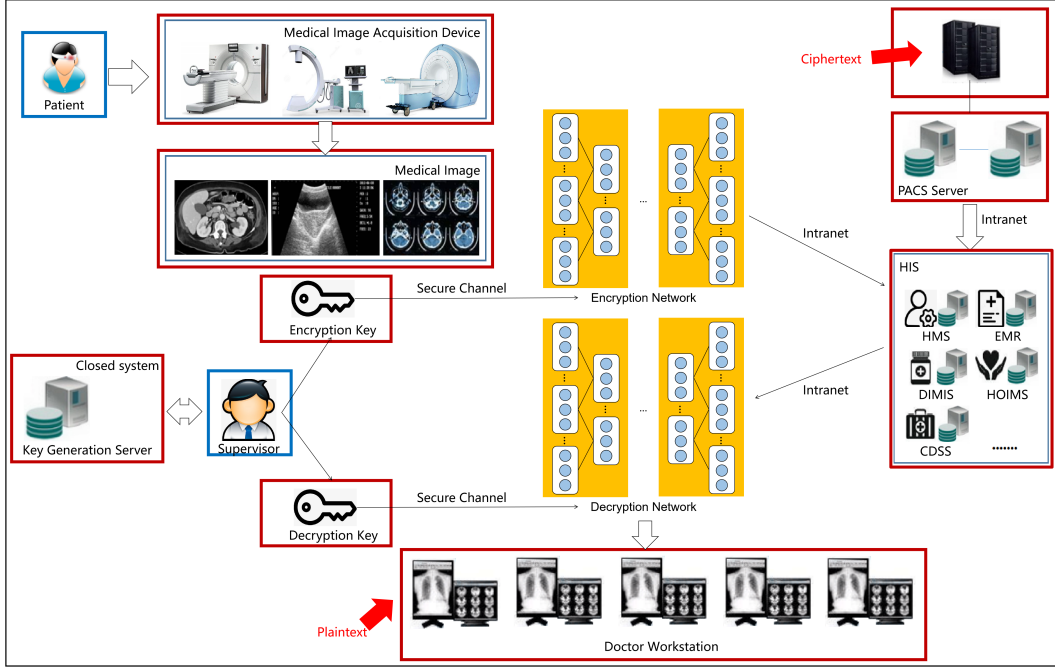 Patient
Medical Image Acquisition Device
Ciphertext
PACS Server
Intranet
Medical Image
...
Intranet
HIS
HMS
EMR
DIMIS
HOIMS
CDSS
.......
Encryption Key
Secure Channel
Encryption Network
Closed system
Key Generation Server
Supervisor
...
Intranet
Decryption Key
Secure Channel
Decryption Network
Plaintext
Doctor Workstation